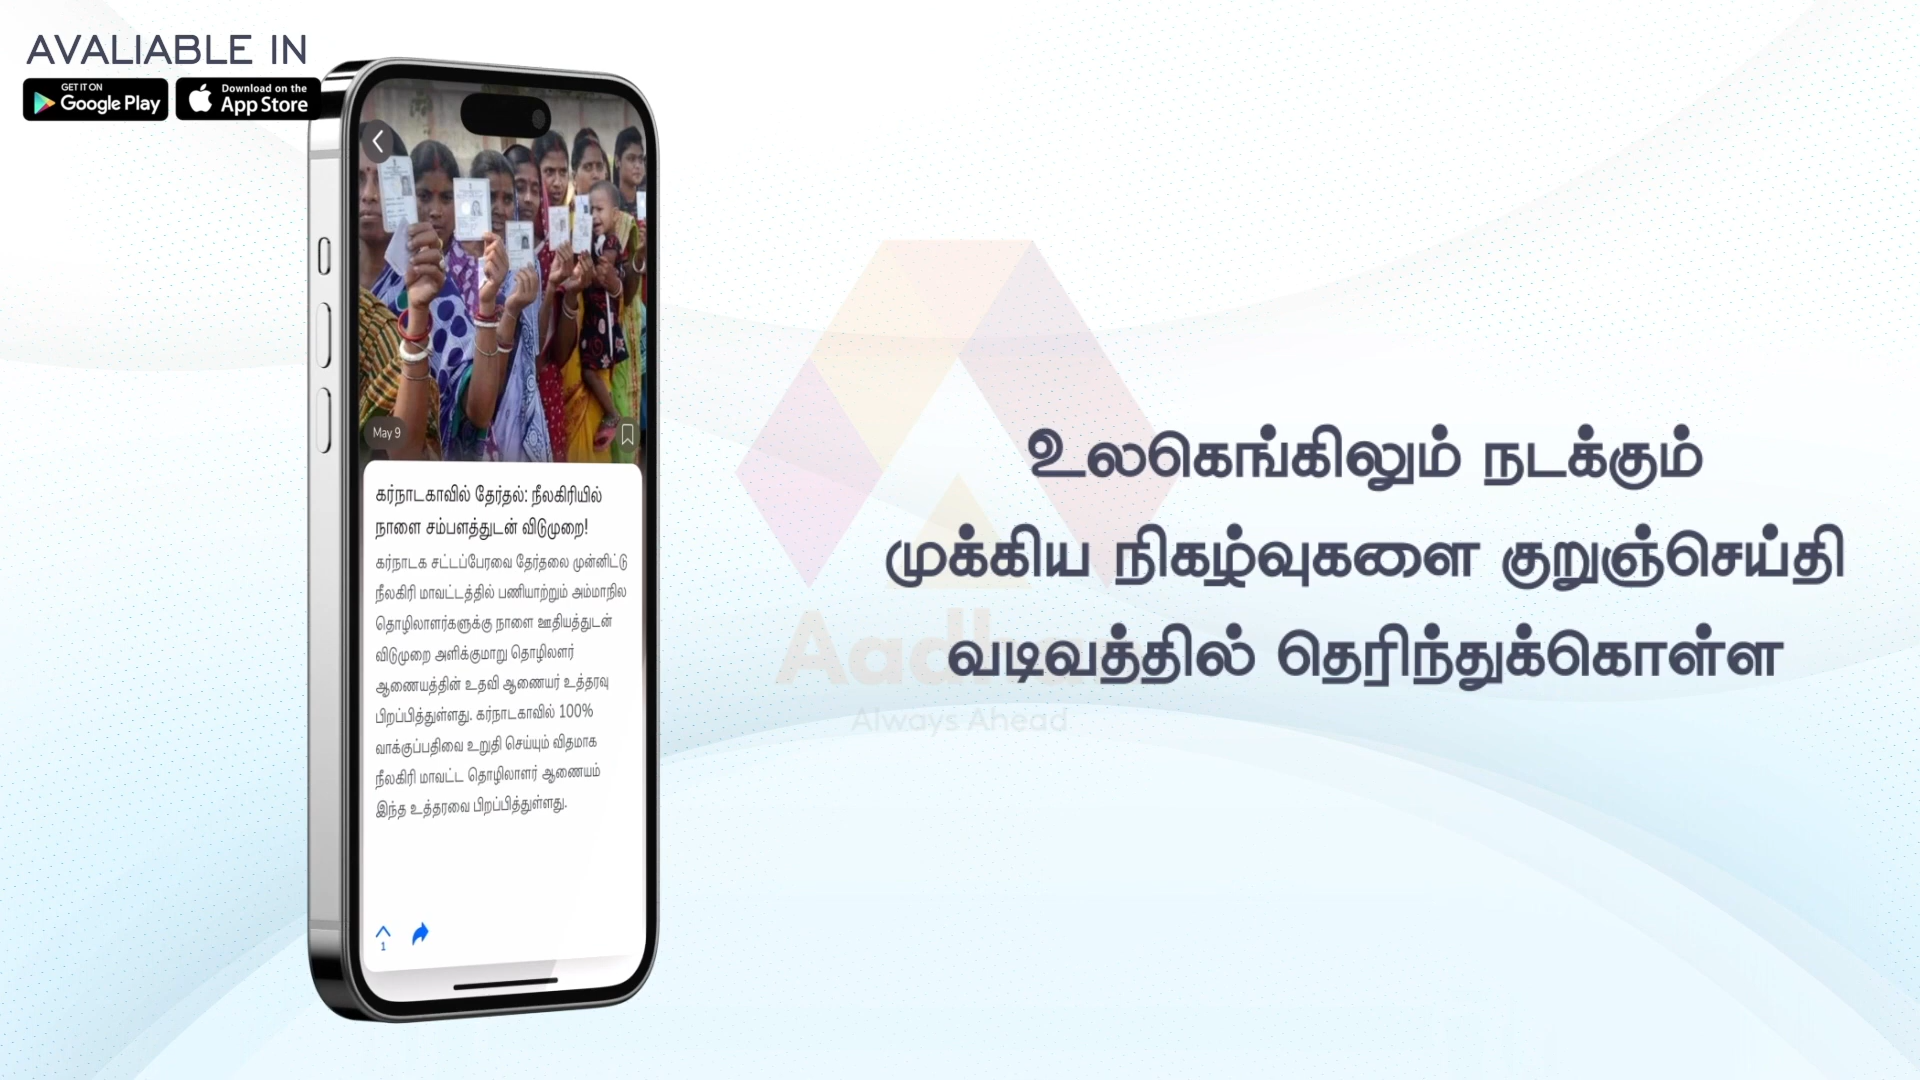 AVALIABLE IN
GET IT ON
Google Play
Download on the
App Store
May 9
கர்நாடகாவில் தேர்தல்: நீலகிரியில்
நாளை சம்பளத்துடன் விடுமுறை!
கர்நாடக சட்டப்பேரவை தேர்தலை முன்னிட்டு
நீலகிரி மாவட்டத்தில் பணியாற்றும் அம்மாநில
தொழிலாளர்களுக்கு நாளை ஊதியத்துடன்
விடுமுறை அளிக்குமாறு தொழிலளர்
ஆணையத்தின் உதவி ஆணையர் உத்தரவு
பிறப்பித்துள்ளது. கர்நாடகாவில் 100%
வாக்குப்பதிவை உறுதி செய்யும் விதமாக
நீலகிரி மாவட்ட தொழிலாளர் ஆணையம்
இந்த உத்தரவை பிறப்பித்துள்ளது.
1
உலகெங்கிலும் நடக்கும்
முக்கிய நிகழ்வுகளை குறுஞ்செய்தி
வடிவத்தில் தெரிந்துக்கொள்ள
Always Ahead